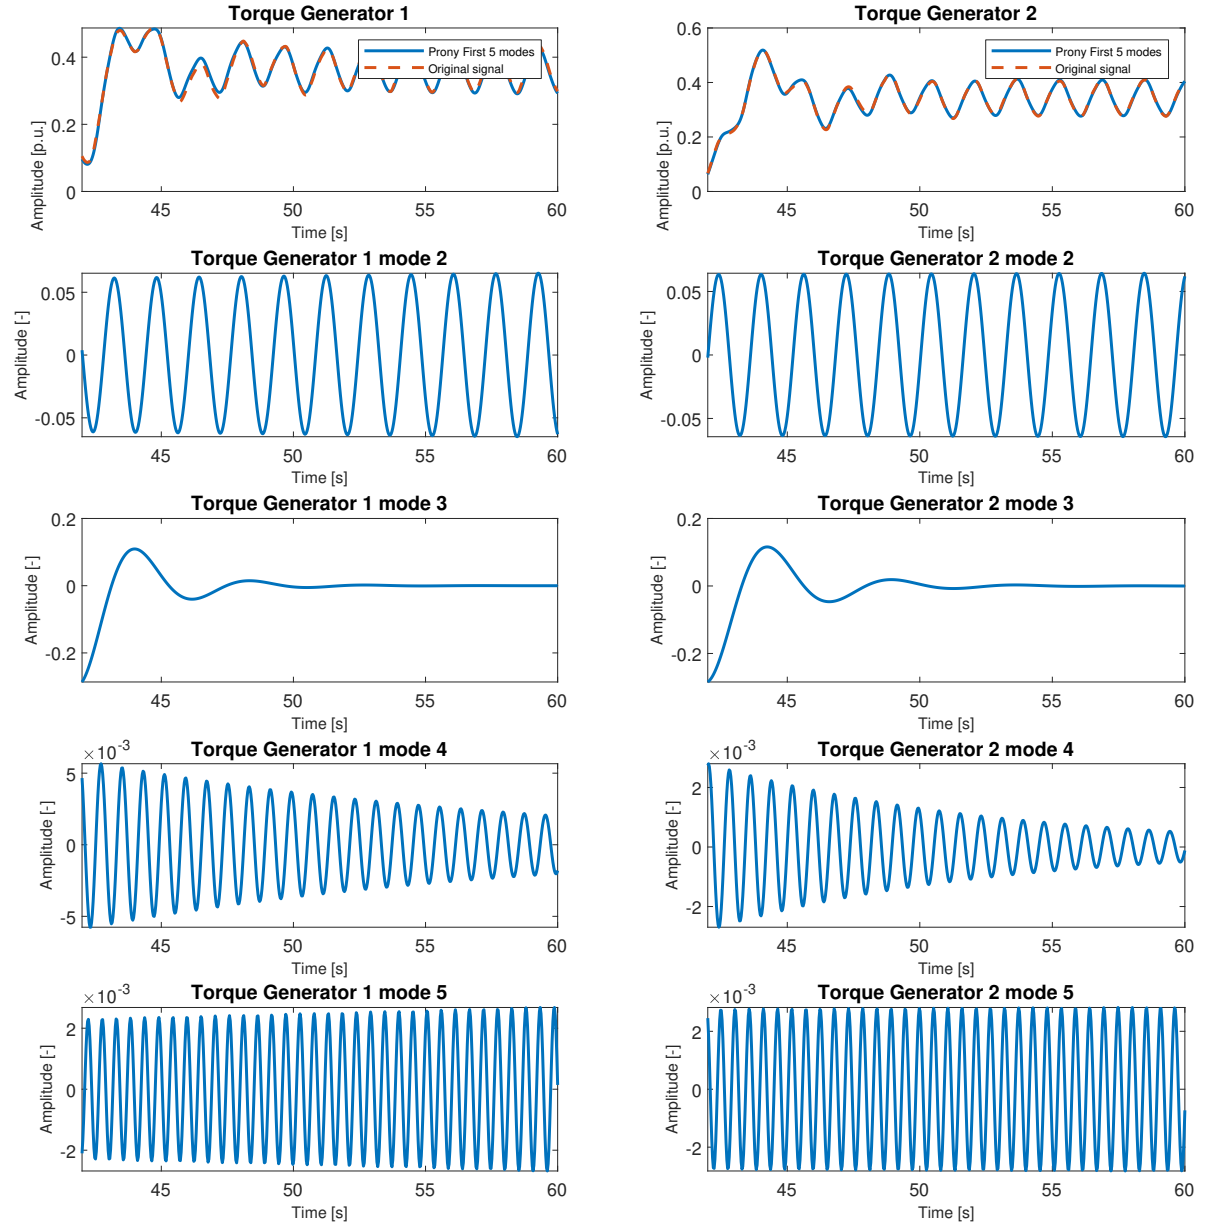 Torque Generator 1
Amplitude [p.u.]
0.4
0.2
0
Prony First 5 modes
Original signal
45
50
55
60
Time [s]
Torque Generator 2
Amplitude [p.u.]
0.6
0.4
0.2
0
Prony First 5 modes
Original signal
45
50
55
60
Time [s]
Torque Generator 1 mode 2
Amplitude [-]
0.05
0
-0.05
45
50
55
60
Time [s]
Torque Generator 2 mode 2
Amplitude [-]
0.05
0
-0.05
45
50
55
60
Time [s]
Torque Generator 1 mode 3
Amplitude [-]
0.2
0
-0.2
45
50
55
60
Time [s]
Torque Generator 2 mode 3
Amplitude [-]
0.2
0
-0.2
45
50
55
60
Time [s]
Torque Generator 1 mode 4
×10-3
Amplitude [-]
5
0
-5
45
50
55
60
Time [s]
Torque Generator 2 mode 4
×10-3
Amplitude [-]
2
0
-2
45
50
55
60
Time [s]
Torque Generator 1 mode 5
×10-3
Amplitude [-]
2
0
-2
45
50
55
60
Time [s]
Torque Generator 2 mode 5
×10-3
Amplitude [-]
2
0
-2
45
50
55
60
Time [s]